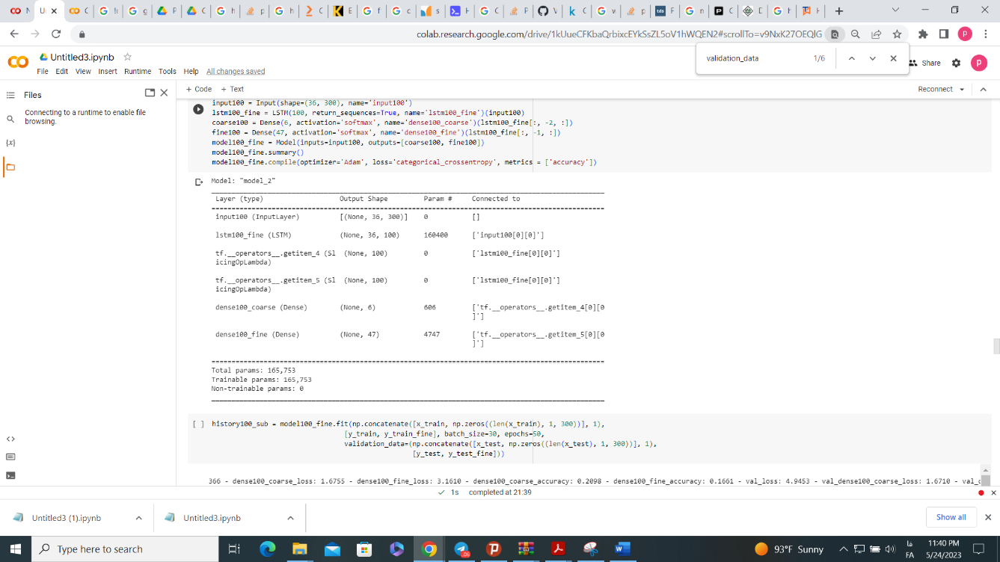 N
Un
C
g
P
C
h
p
h
C
E
f
c
s
H
C
P
V
C
w
p
tds
F
n
C
D
h
H
colab.research.google.com/drive/1kUueCFKbaQrbixcEYkSsZL5oV1hWQEN2#scrollTo=v9NxK27OEQlG
P
validation_data 1/6
Untitled3.ipynb
File Edit View Insert Runtime Tools Help All changes saved
Share
P
Files
+ Code + Text
Reconnect
Connecting to a runtime to enable file
browsing.
{x}
input100 = Input(shape=(36, 300), name='input100')
lstm100_fine = LSTM(100, return_sequences=True, name='lstm100_fine')(input100)
coarse100 = Dense(6, activation='softmax', name='dense100_coarse')(lstm100_fine[:, -2, :])
fine100 = Dense(47, activation='softmax', name='dense100_fine')(lstm100_fine[:, -1, :])
model100_fine = Model(inputs=input100, outputs=[coarse100, fine100])
model100_fine.summary()
model100_fine.compile(optimizer='Adam', loss='categorical_crossentropy', metrics = ['accuracy'])
Model: "model_2"
Layer (type) Output Shape Param # Connected to
input100 (InputLayer) [(None, 36, 300)] 0 []
lstm100_fine (LSTM) (None, 36, 100) 160400 ['input100[0][0]']
tf.__operators__.getitem_4 (Sl (None, 100) 0 ['lstm100_fine[0][0]']
icingOpLambda)
tf.__operators__.getitem_5 (Sl (None, 100) 0 ['lstm100_fine[0][0]']
icingOpLambda)
dense100_coarse (Dense) (None, 6) 606 ['tf.__operators__.getitem_4[0][0
]']
dense100_fine (Dense) (None, 47) 4747 ['tf.__operators__.getitem_5[0][0
]']
Total params: 165,753
Trainable params: 165,753
Non-trainable params: 0
[ ] history100_sub = model100_fine.fit(np.concatenate([x_train, np.zeros((len(x_train), 1, 300))], 1),
[y_train, y_train_fine], batch_size=30, epochs=50,
validation_data=(np.concatenate([x_test, np.zeros((len(x_test), 1, 300))], 1),
[y_test, y_test_fine]))
366 - dense100_coarse_loss: 1.6755 - dense100_fine_loss: 3.1610 - dense100_coarse_accuracy: 0.2098 - dense100_fine_accuracy: 0.1661 - val_loss: 4.9453 - val_dense100_coarse_loss: 1.6710 - val_d
1s completed at 21:39
Untitled3 (1).ipynb
Untitled3.ipynb
Show all
Type here to search
.06
93°F Sunny
فا
FA
11:40 PM
5/24/2023